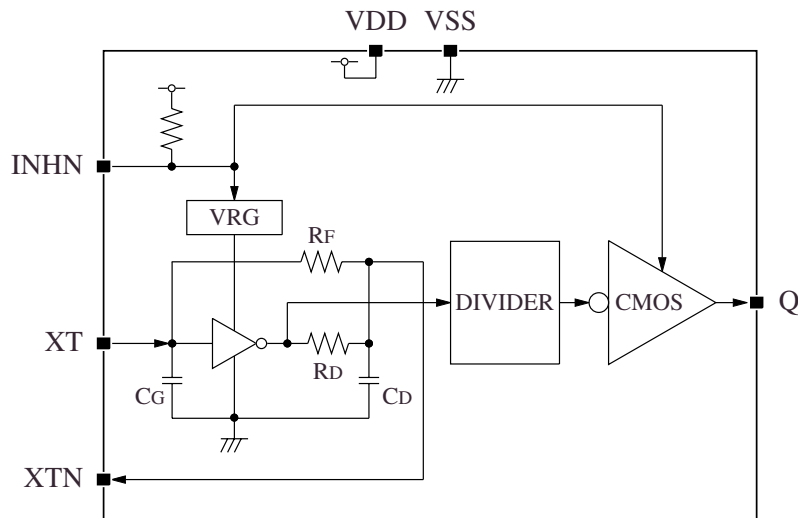 VDD VSS
INHN
VRG
RF
DIVIDER
CMOS
Q
XT
RD
CG
CD
XTN